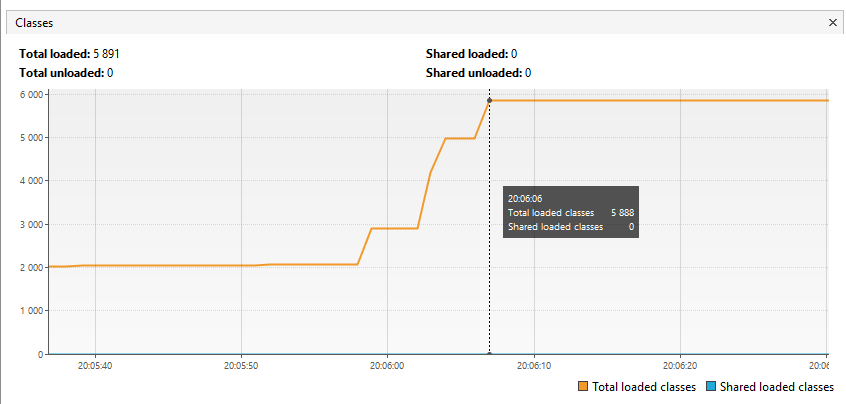 Classes
Total loaded: 5 891
Shared loaded: 0
Total unloaded: 0
Shared unloaded: 0
6 000
5 000
4 000
3 000
2 000
1 000
0
20:06:06
Total loaded classes 5 888
Shared loaded classes 0
20:05:40 20:05:50 20:06:00 20:06:10 20:06:20 20:06
Total loaded classes Shared loaded classes